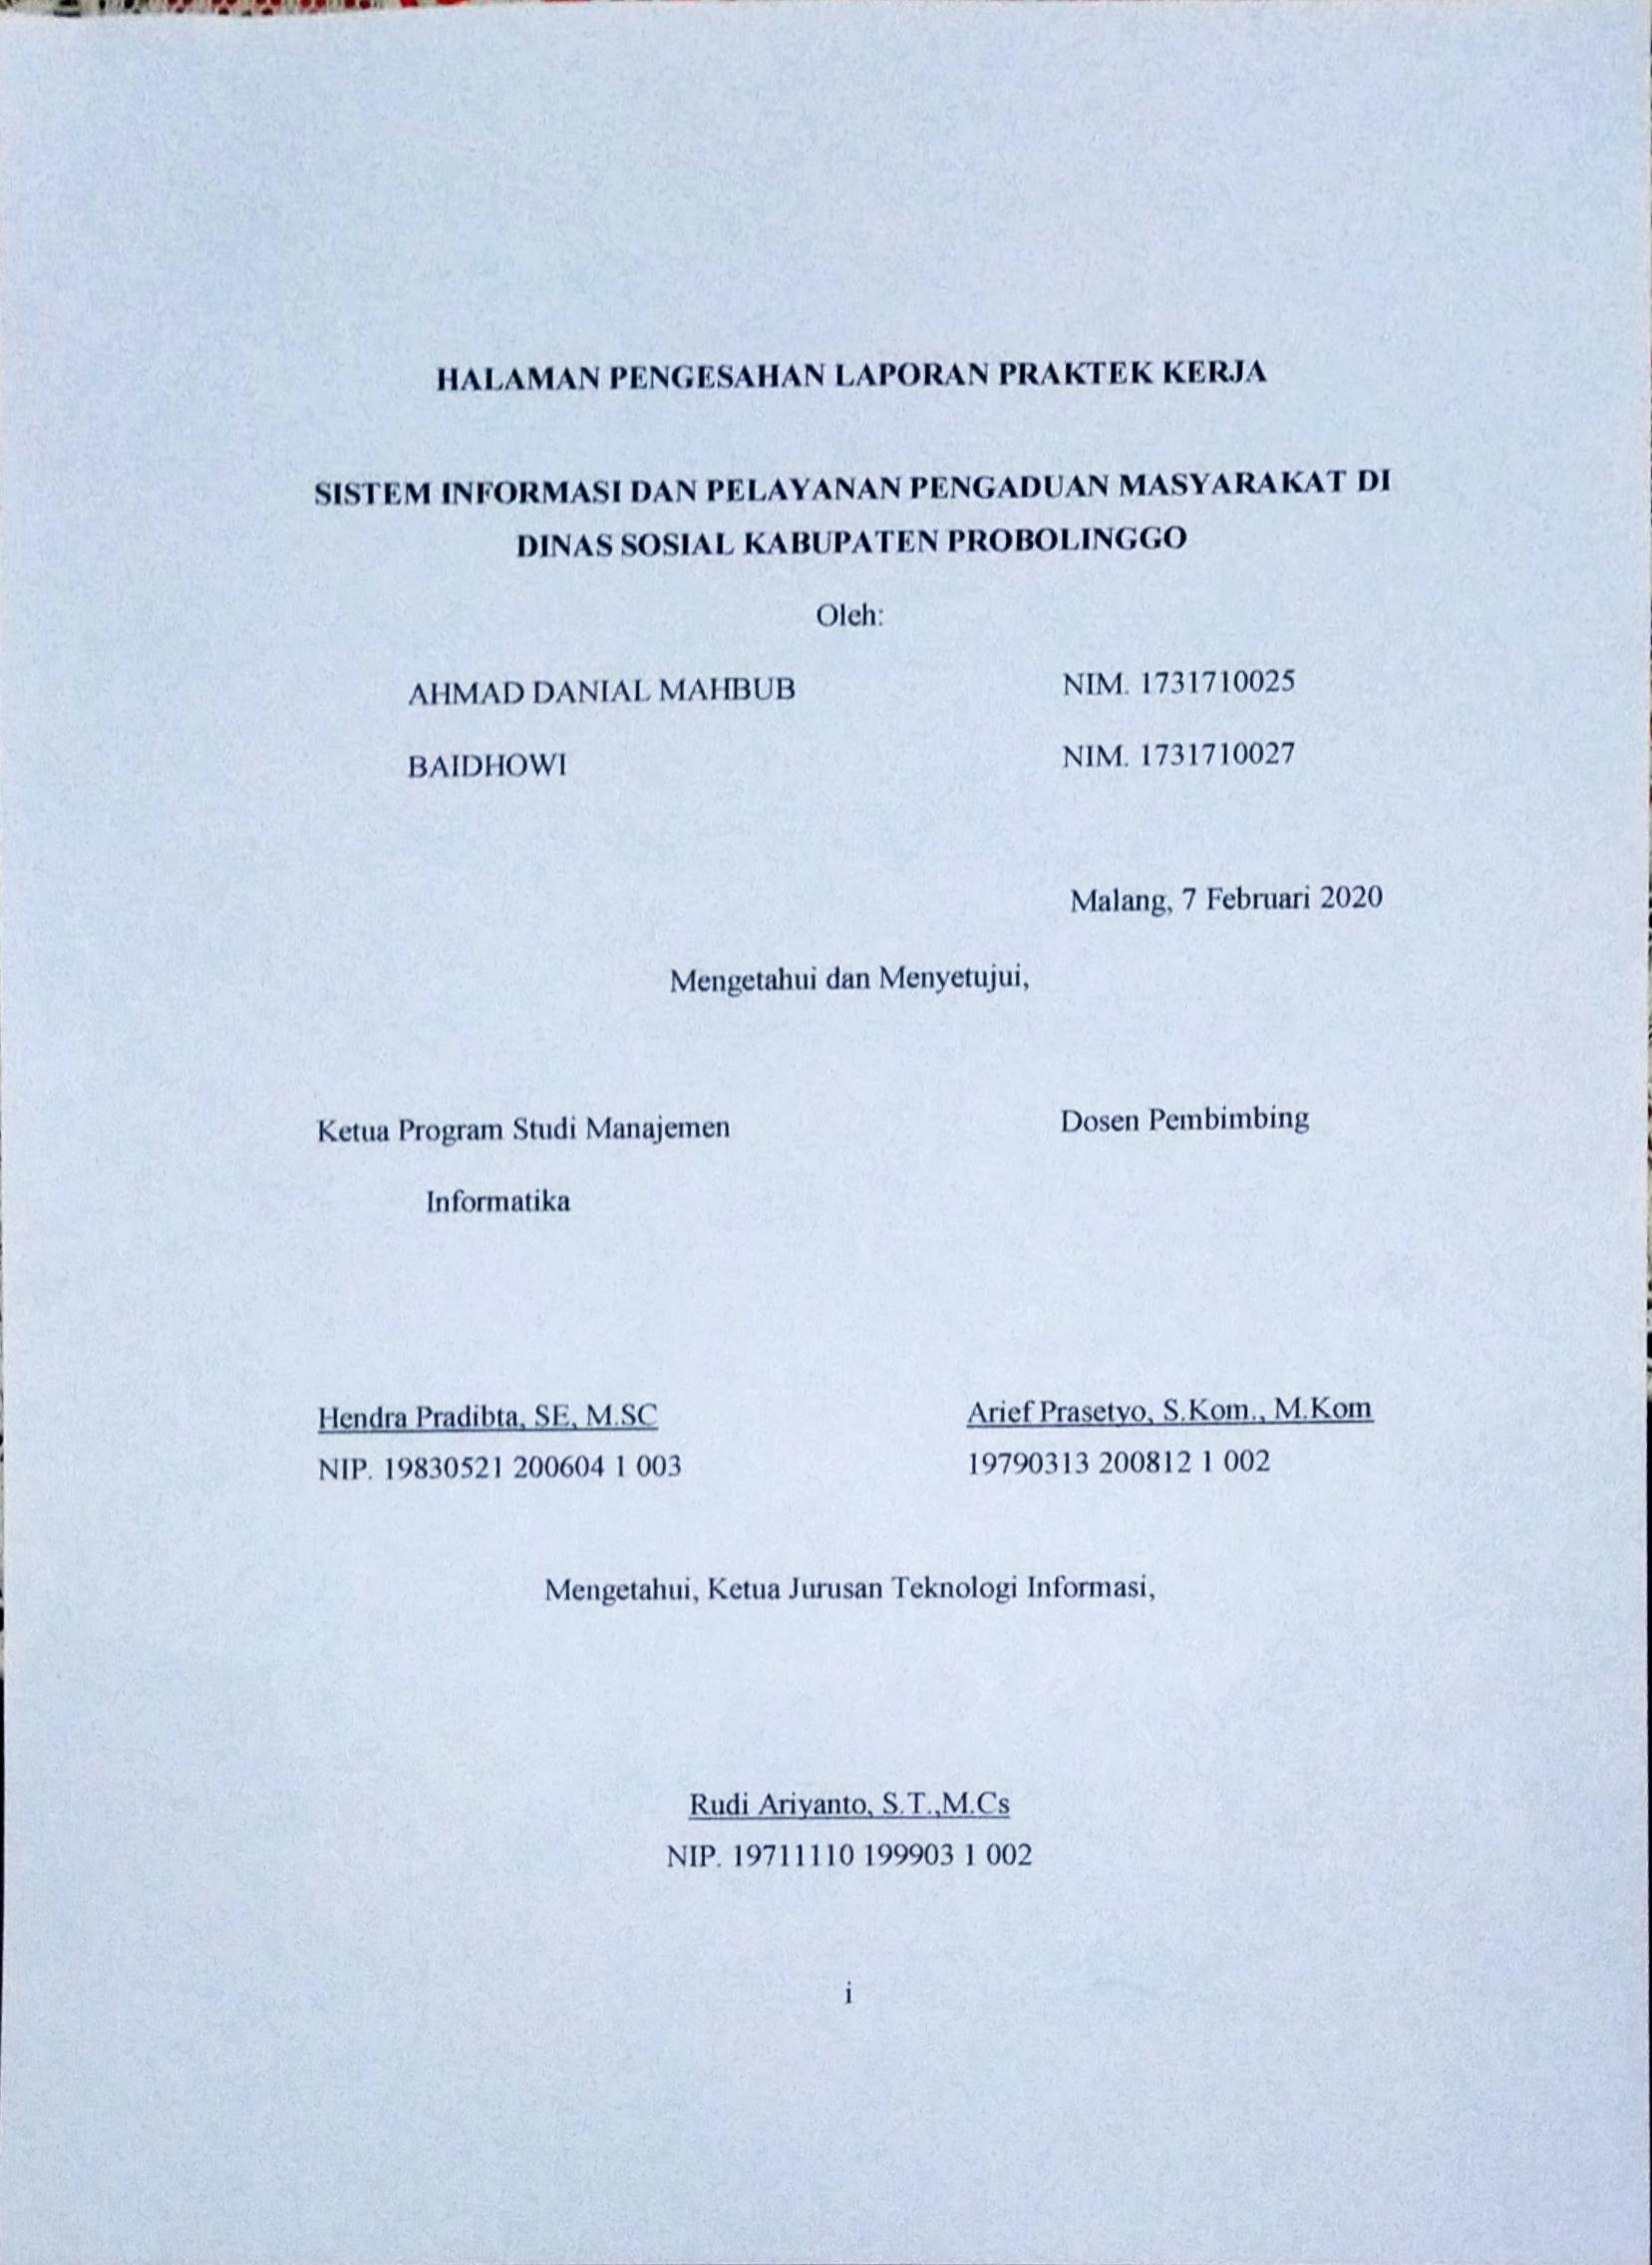 HALAMAN PENGESAHAN LAPORAN PRAKTEK KERJA
SISTEM INFORMASI DAN PELAYANAN PENGADUAN MASYARAKAT DI
DINAS SOSIAL KABUPATEN PROBOLINGGO
Oleh:
AHMAD DANIAL MAHBUB NIM. 1731710025
BAIDHOWI NIM. 1731710027
Malang, 7 Februari 2020
Mengetahui dan Menyetujui,
Ketua Program Studi Manajemen Dosen Pembimbing
Informatika
Hendra Pradibta, SE, M.SC Arief Prasetyo, S.Kom., M.Kom
NIP. 19830521 200604 1 003 19790313 200812 1 002
Mengetahui, Ketua Jurusan Teknologi Informasi,
Rudi Ariyanto, S.T.,M.Cs
NIP. 19711110 199903 1 002
i